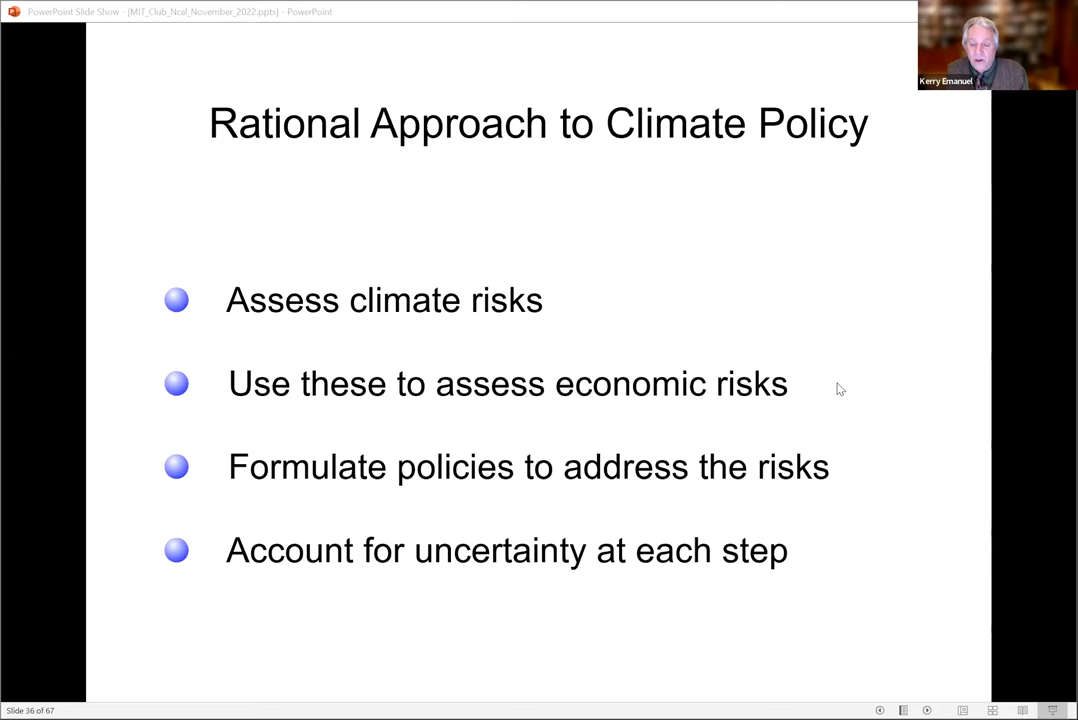 PowerPoint Slide Show - [MIT_Club_Ncal_November_2022.pptx] - PowerPoint
Kerry Emanuel
Rational Approach to Climate Policy
Assess climate risks
Use these to assess economic risks
Formulate policies to address the risks
Account for uncertainty at each step
Slide 36 of 67